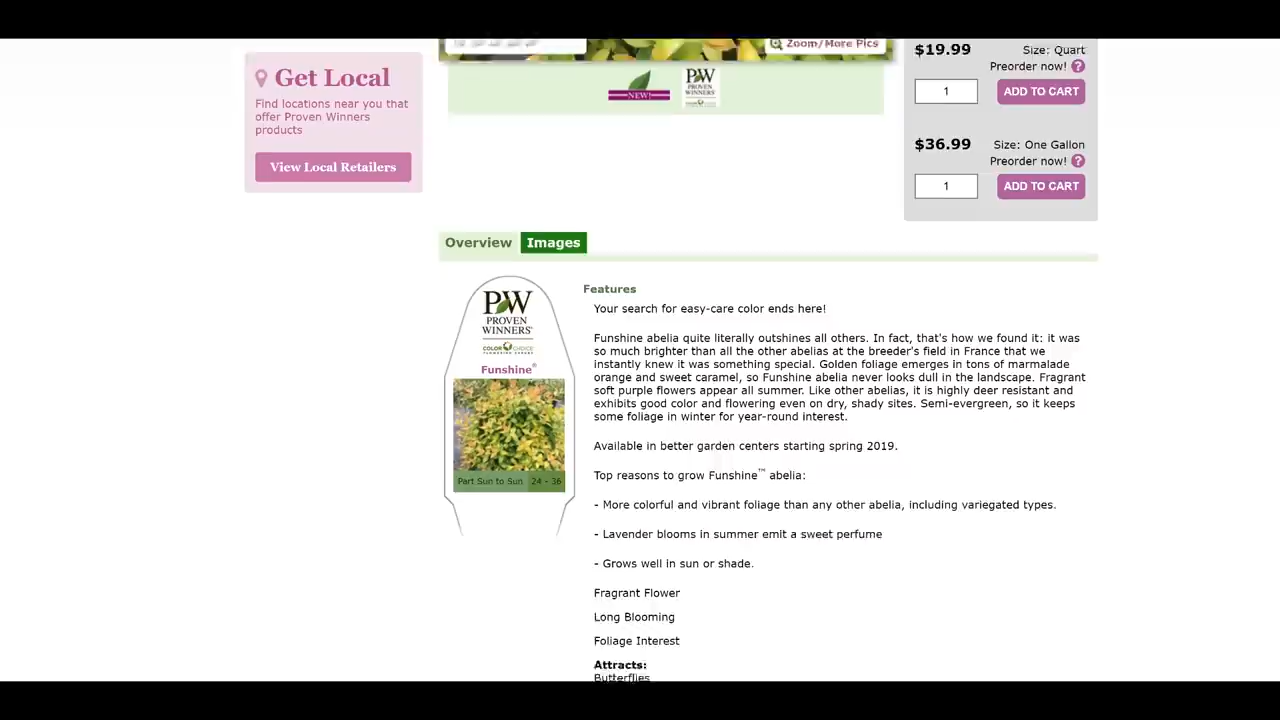 Zoom/More Pics
Get Local
Find locations near you that
offer Proven Winners
products
View Local Retailers
NEW!
PW
PROVEN
WINNERS
$19.99 Size: Quart
Preorder now! ?
1 ADD TO CART
$36.99 Size: One Gallon
Preorder now! ?
1 ADD TO CART
Overview Images
PW
PROVEN
WINNERS®
COLOR CHOICE
Funshine®
Part Sun to Sun 24 - 36
Features
Your search for easy-care color ends here!
Funshine abelia quite literally outshines all others. In fact, that's how we found it: it was
so much brighter than all the other abelias at the breeder's field in France that we
instantly knew it was something special. Golden foliage emerges in tons of marmalade
orange and sweet caramel, so Funshine abelia never looks dull in the landscape. Fragrant
soft purple flowers appear all summer. Like other abelias, it is highly deer resistant and
exhibits good color and flowering even on dry, shady sites. Semi-evergreen, so it keeps
some foliage in winter for year-round interest.
Available in better garden centers starting spring 2019.
Top reasons to grow Funshine™ abelia:
- More colorful and vibrant foliage than any other abelia, including variegated types.
- Lavender blooms in summer emit a sweet perfume
- Grows well in sun or shade.
Fragrant Flower
Long Blooming
Foliage Interest
Attracts:
Butterflies